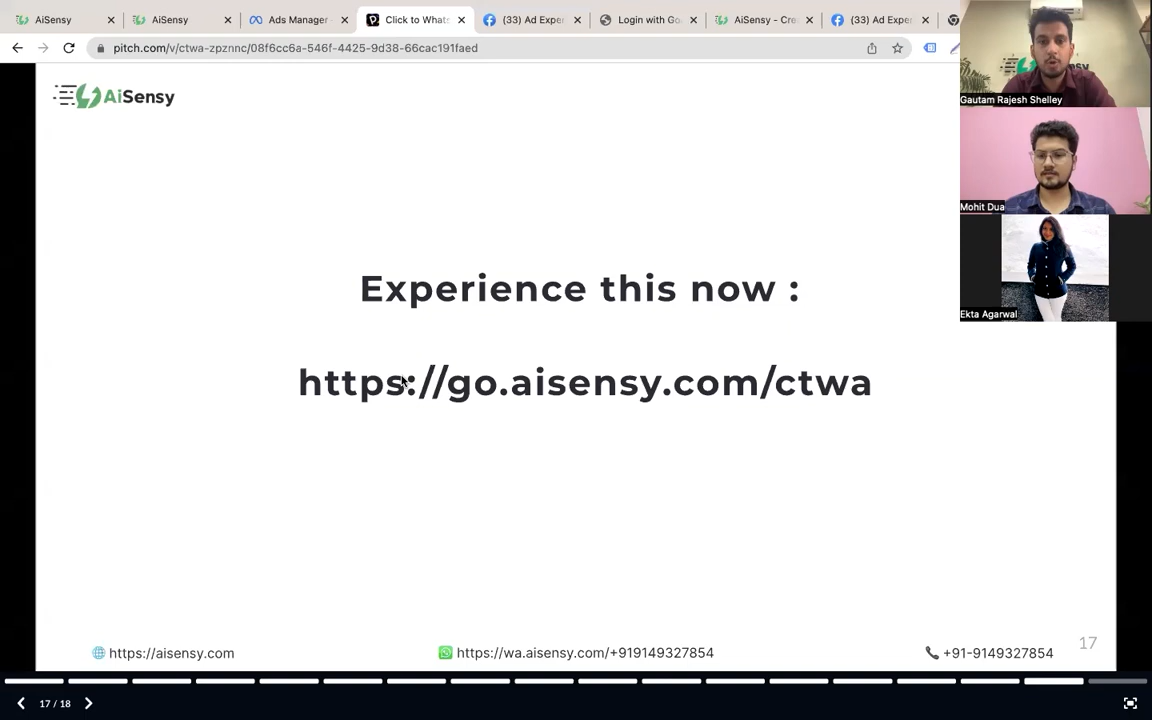 AiSensy
AiSensy
Ads Manager
Click to What
(33) Ad Exper
Login with Go
AiSensy - Cre
(33) Ad Exper
pitch.com/v/ctwa-zpznnc/08f6cc6a-546f-4425-9d38-66cac191faed
Gautam Rajesh Shelley
Mohit Dua
Ekta Agarwal
AiSensy
Experience this now :
https://go.aisensy.com/ctwa
https://aisensy.com
https://wa.aisensy.com/+919149327854
+91-9149327854
17
17 / 18